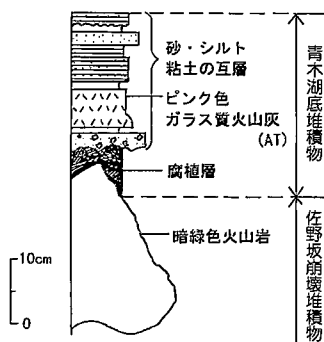 砂・シルト
粘土の互層
ピンク色
ガラス質火山灰
(AT)
腐植層
暗緑色火山岩
青木湖底堆積物
佐野坂崩壊堆積物
10cm
0